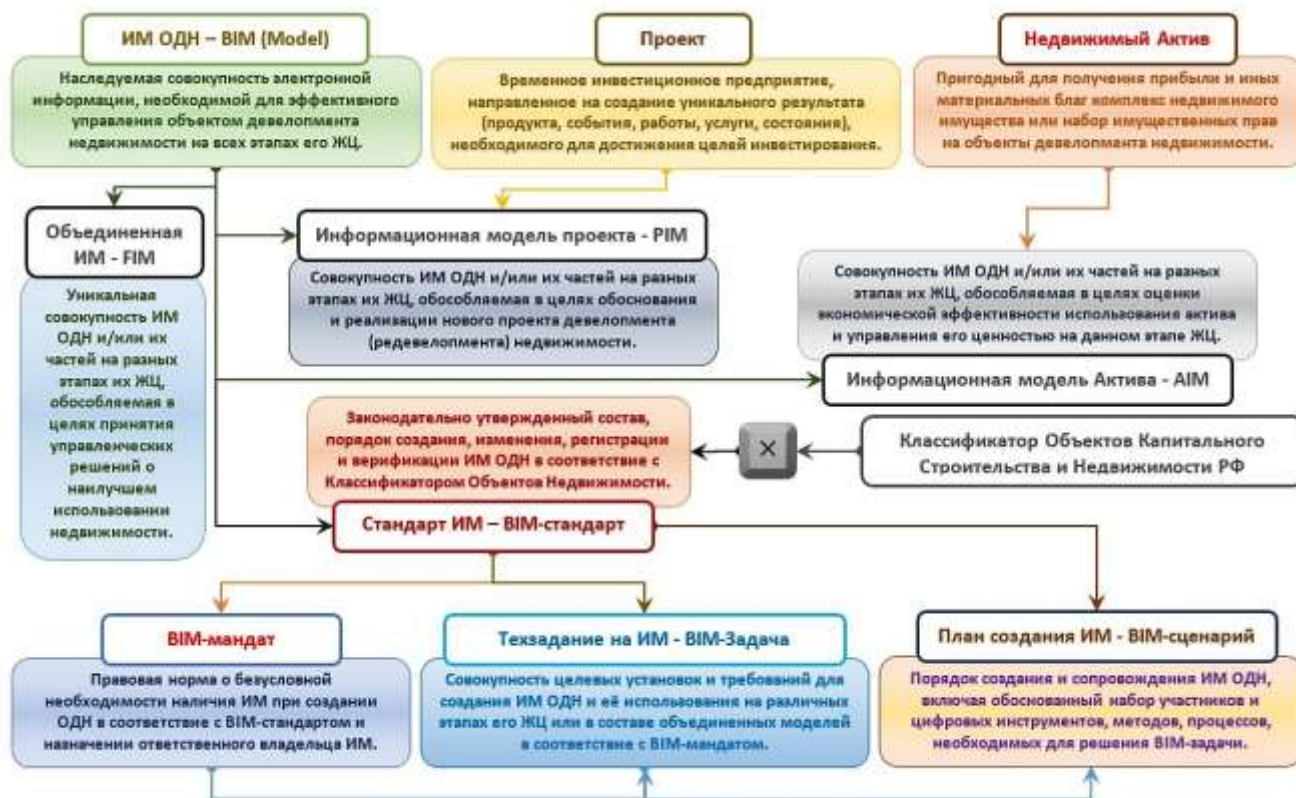 ИМ ОДН – BIM (Model)
Наследуемая совокупность электронной
информации, необходимой для эффективного
управления объектом девелопмента
недвижимости на всех этапах его ЖЦ.
Проект
Временное инвестиционное предприятие,
направленное на создание уникального результата
(продукта, события, работы, услуги, состояния),
необходимого для достижения целей инвестирования.
Недвижимый Актив
Пригодный для получения прибыли и иных
материальных благ комплекс недвижимого
имущества или набор имущественных прав
на объекты девелопмента недвижимости.
Объединенная
ИМ - FIM
Уникальная
совокупность ИМ
ОДН и/или их
частей на разных
этапах их ЖЦ,
обособляемая в
целях принятия
управленческих
решений о
наилучшем
использовании
недвижимости.
Информационная модель проекта - PIM
Совокупность ИМ ОДН и/или их частей на разных
этапах их ЖЦ, обособляемая в целях обоснования
и реализации нового проекта девелопмента
(редевелопмента) недвижимости.
Совокупность ИМ ОДН и/или их частей на разных
этапах их ЖЦ, обособляемая в целях оценки
экономической эффективности использования актива
и управления его ценностью на данном этапе ЖЦ.
Информационная модель Актива - AIM
Законодательно утвержденный состав,
порядок создания, изменения, регистрации
и верификации ИМ ОДН в соответствие с
Классификатором Объектов Недвижимости.
×
Классификатор Объектов Капитального
Строительства и Недвижимости РФ
Стандарт ИМ – BIM-стандарт
BIM-мандат
Правовая норма о безусловной
необходимости наличия ИМ при создании
ОДН в соответствие с BIM-стандартом и
назначении ответственного владельца ИМ.
Техзадание на ИМ - BIM-Задача
Совокупность целевых установок и требований для
создания ИМ ОДН и её использования на различных
этапах его ЖЦ или в составе объединенных моделей
в соответствие с BIM-мандатом.
План создания ИМ - BIM-сценарий
Порядок создания и сопровождения ИМ ОДН,
включая обоснованный набор участников и
цифровых инструментов, методов, процессов,
необходимых для решения BIM-задачи.